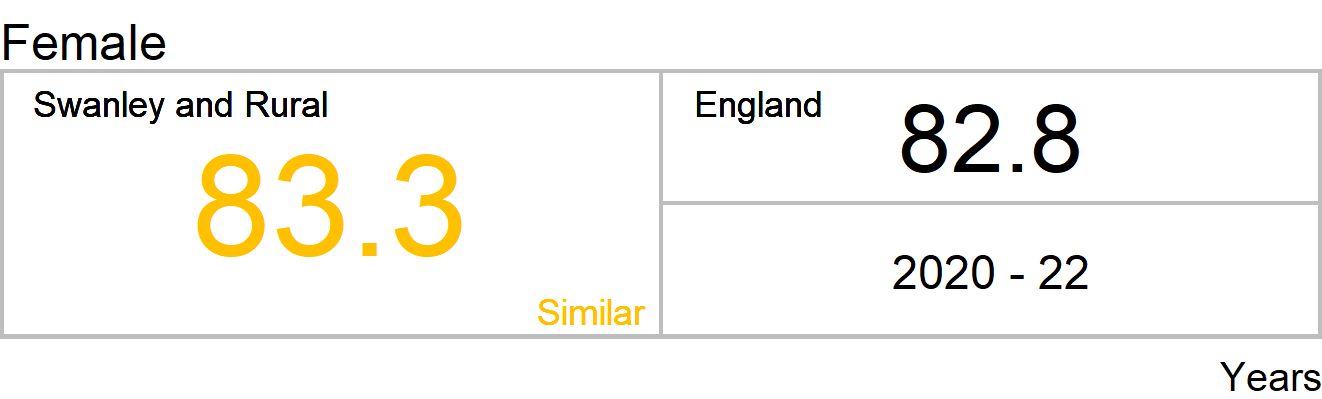 Female
Swanley and Rural
83.3
Similar
England
82.8
2020 - 22
Years